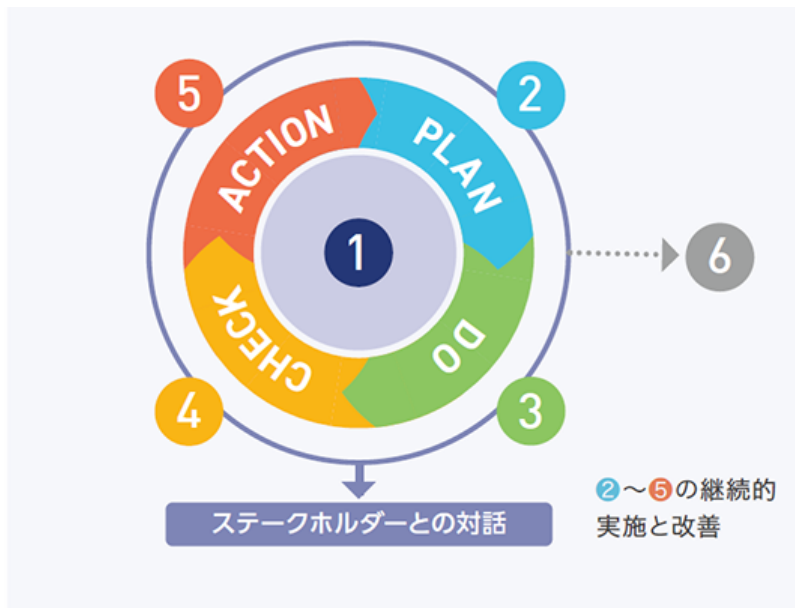 5
2
ACTION
PLAN
1
6
CHECK
DO
4
3
ステークホルダーとの対話
2～5の継続的
実施と改善